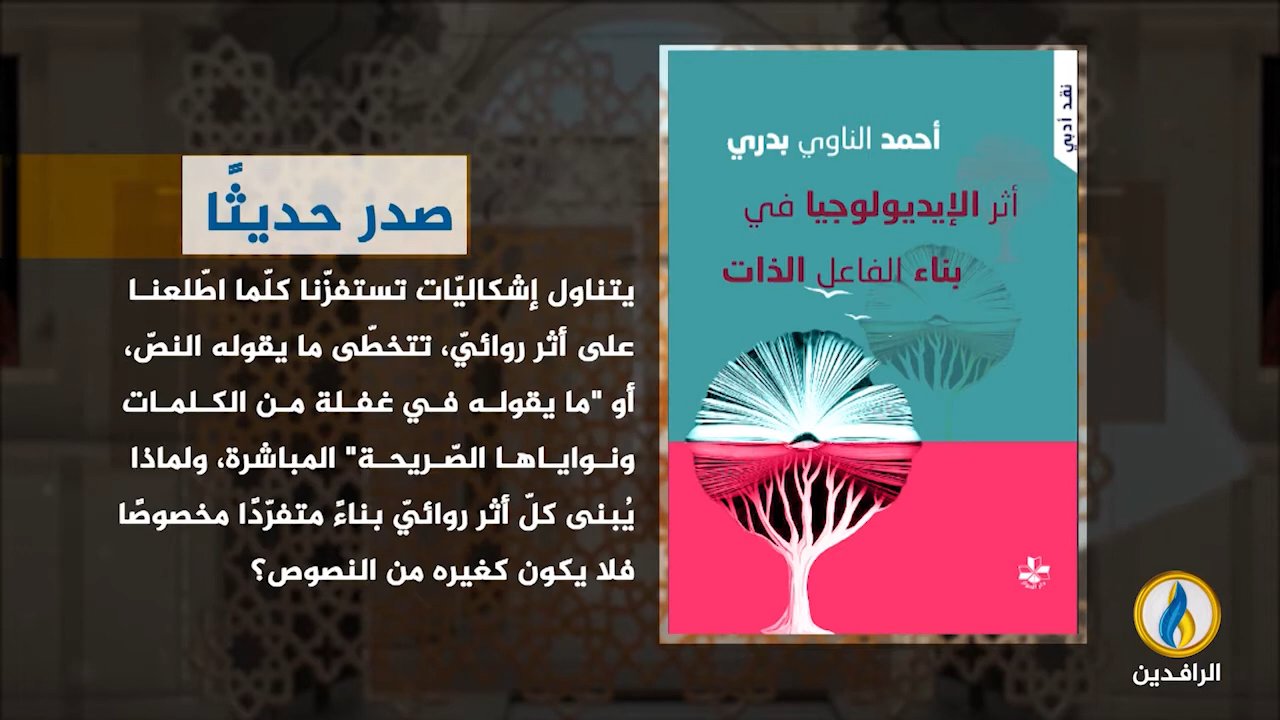 صدر حديثًا
يتناول إشكاليّات تستفزّنا كلّما اطّلعنا
على أثر روائيّ، تتخطّى ما يقوله النصّ،
أو "ما يقوله في غفلة من الكلمات
ونواياها الصّريحة" المباشرة، ولماذا
يُبنى كلّ أثر روائيّ بناءً متفرّدًا مخصوصًا
فلا يكون كغيره من النصوص؟
نقد أدبي
أحمد الناوي بدري
أثر الإيديولوجيا في
بناء الفاعل الذات
الرافدين